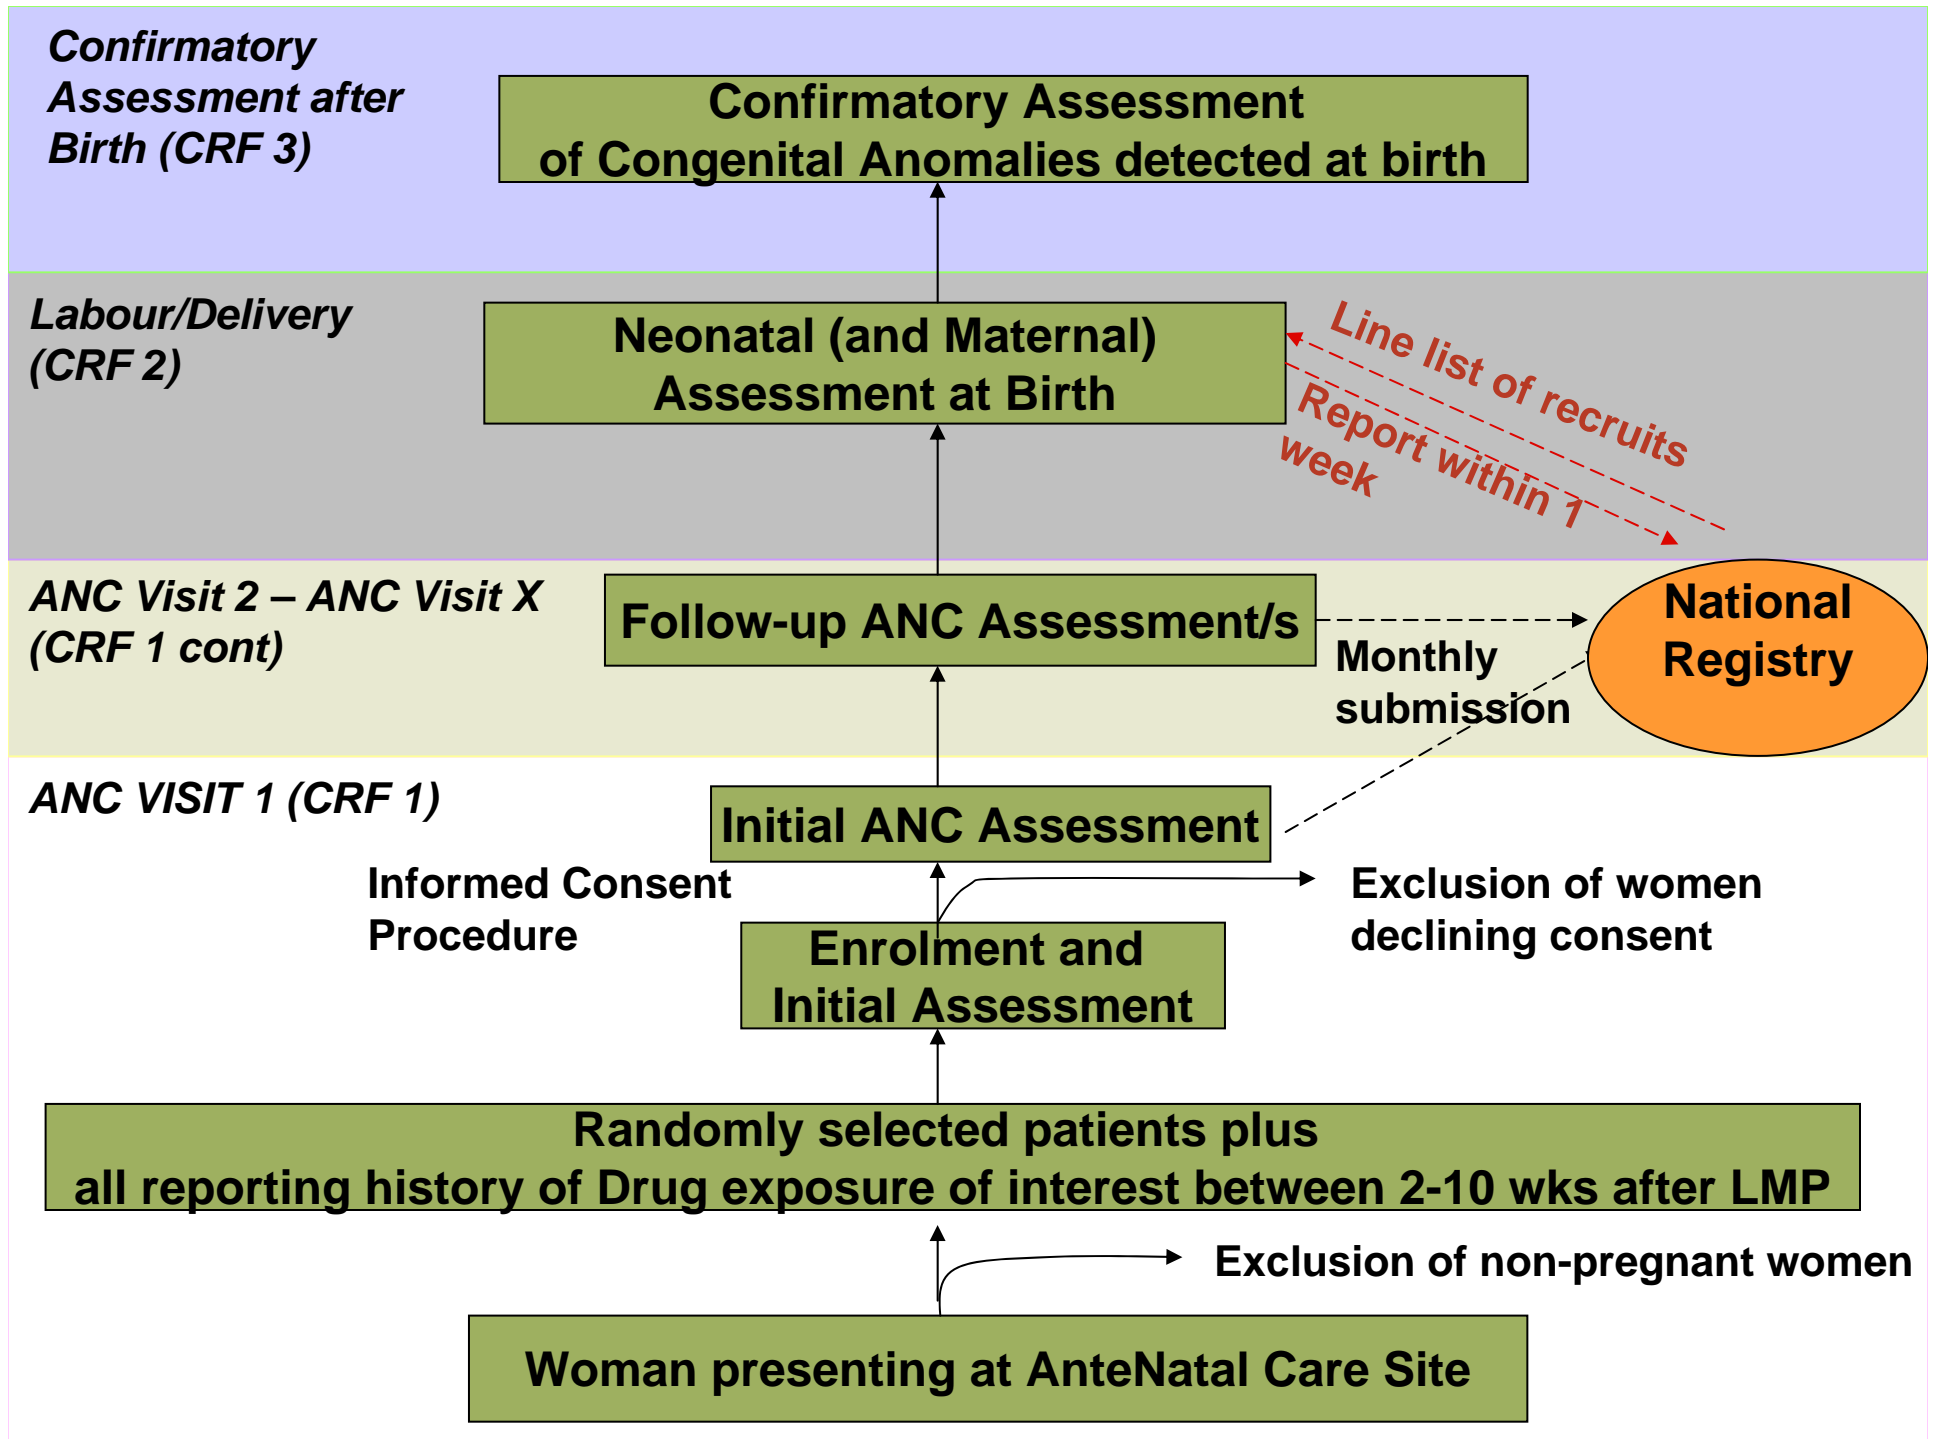 Confirmatory
Assessment after
Birth (CRF 3)
Confirmatory Assessment
of Congenital Anomalies detected at birth
Labour/Delivery
(CRF 2)
Neonatal (and Maternal)
Assessment at Birth
Line list of recruits
Report within 1
week
ANC Visit 2 – ANC Visit X
(CRF 1 cont)
Follow-up ANC Assessment/s
Monthly
submission
National
Registry
ANC VISIT 1 (CRF 1)
Initial ANC Assessment
Informed Consent
Procedure
Exclusion of women
declining consent
Enrolment and
Initial Assessment
Randomly selected patients plus
all reporting history of Drug exposure of interest between 2-10 wks after LMP
Exclusion of non-pregnant women
Woman presenting at AnteNatal Care Site